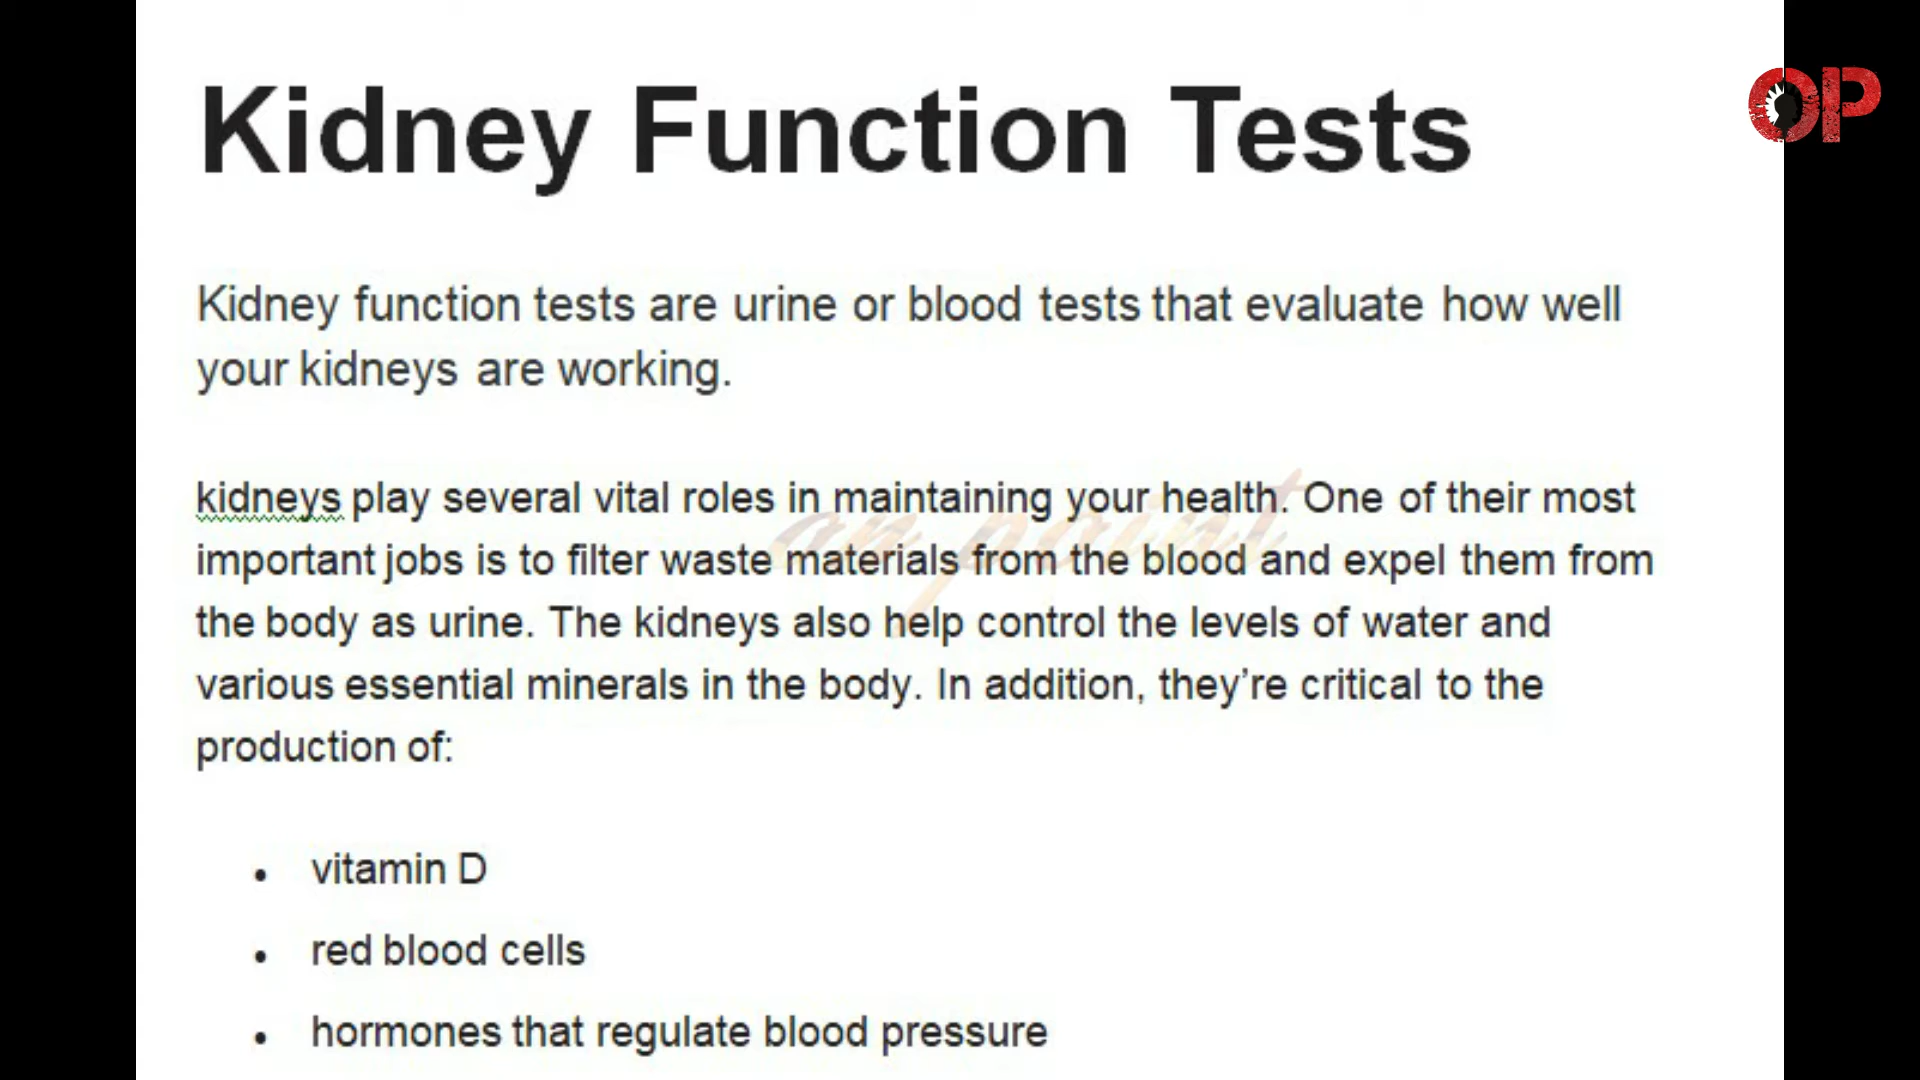 Kidney Function Tests
OP
Kidney function tests are urine or blood tests that evaluate how well
your kidneys are working.
kidneys play several vital roles in maintaining your health. One of their most
important jobs is to filter waste materials from the blood and expel them from
the body as urine. The kidneys also help control the levels of water and
various essential minerals in the body. In addition, they’re critical to the
production of:
• vitamin D
• red blood cells
• hormones that regulate blood pressure
on point